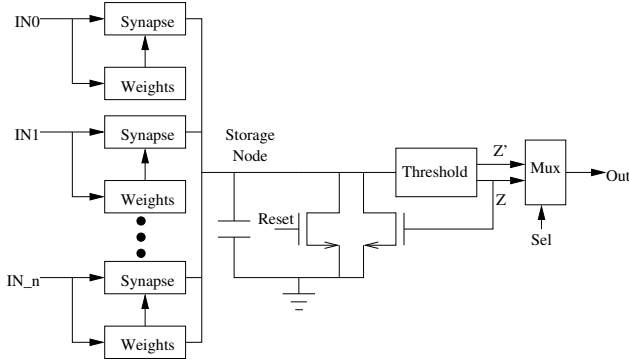 IN0
Synapse
Weights
IN1
Synapse
Weights
Storage
Node
Reset
Threshold
Z'
Z
Mux
Out
Sel
IN_n
Synapse
Weights